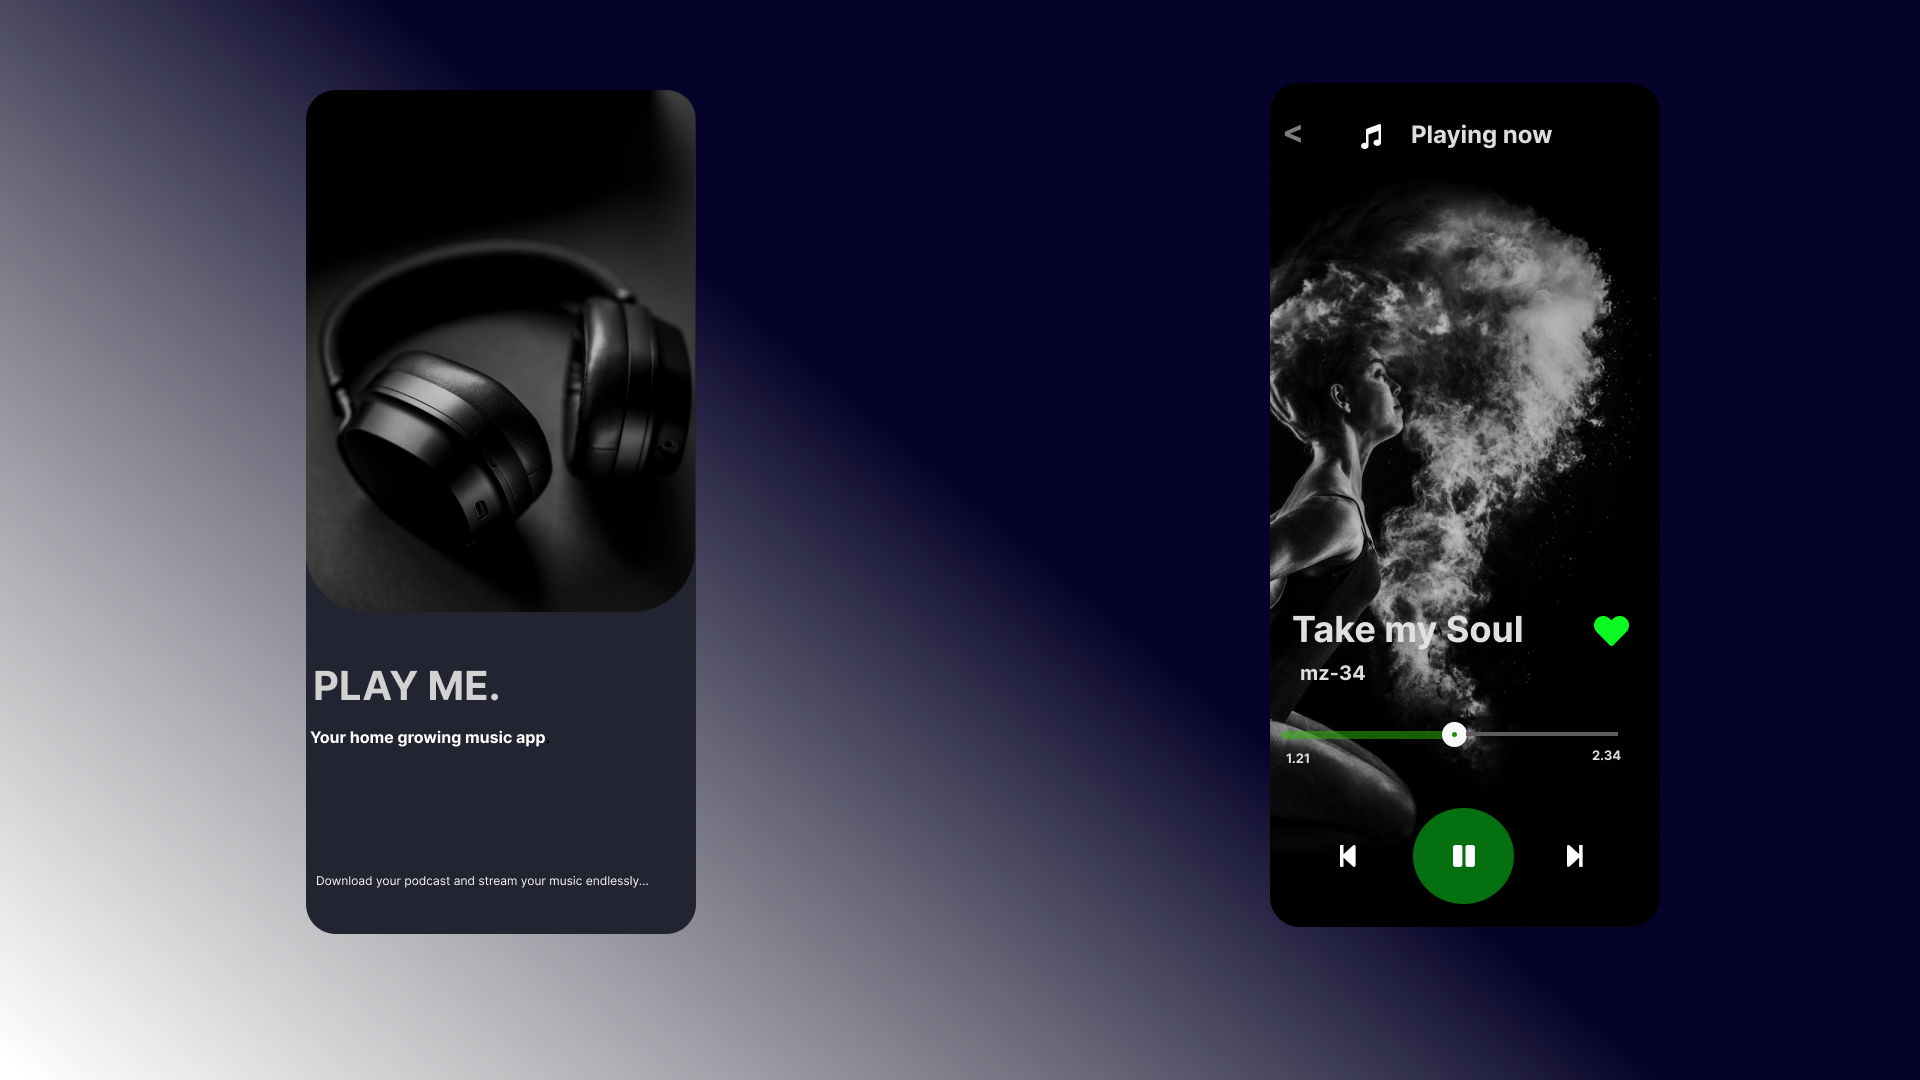 PLAY ME.
Your home growing music app.
Download your podcast and stream your music endlessly...
< Playing now
Take my Soul
mz-34
1.21
2.34